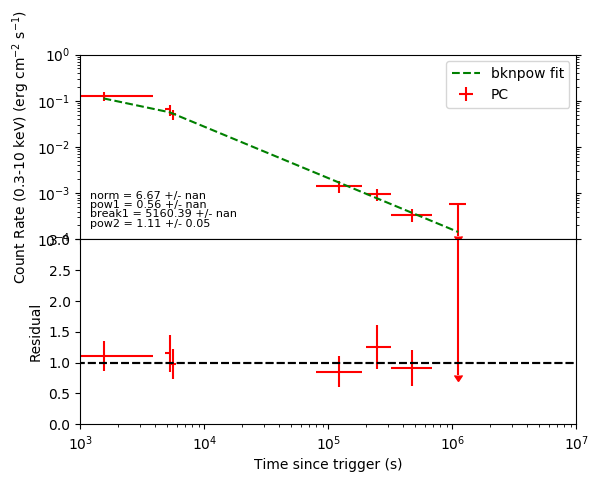 Count Rate (0.3-10 keV) (erg cm⁻² s⁻¹)
10⁰
10⁻¹
10⁻²
10⁻³
10⁻⁴
bknpow fit
PC
norm = 6.67 +/- nan
pow1 = 0.56 +/- nan
break1 = 5160.39 +/- nan
pow2 = 1.11 +/- 0.05
Residual
3.0
2.5
2.0
1.5
1.0
0.5
0.0
10³ 10⁴ 10⁵ 10⁶ 10⁷
Time since trigger (s)